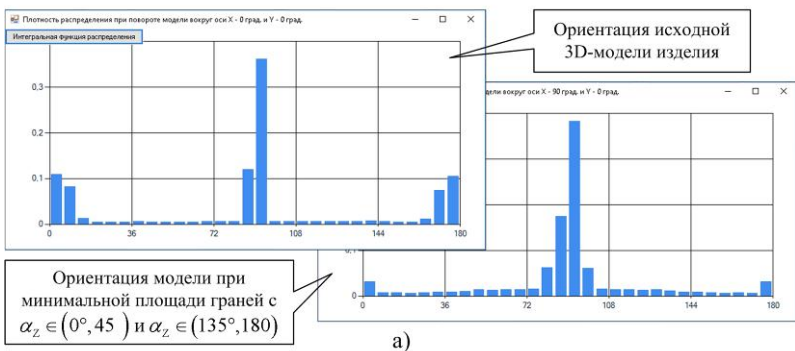 Плотность распределения при повороте модели вокруг оси X - 0 град. и Y - 0 град.
Интегральная функция распределения
0.3
0.2
0.1
0
0 36 72 108 144 180
Ориентация исходной
3D-модели изделия
дели вокруг оси X - 90 град. и Y - 0 град.
0.1
0
0 36 72 108 144 180
Ориентация модели при
минимальной площади граней с
α_Z ∈ (0°, 45 ) и α_Z ∈ (135°, 180)
а)